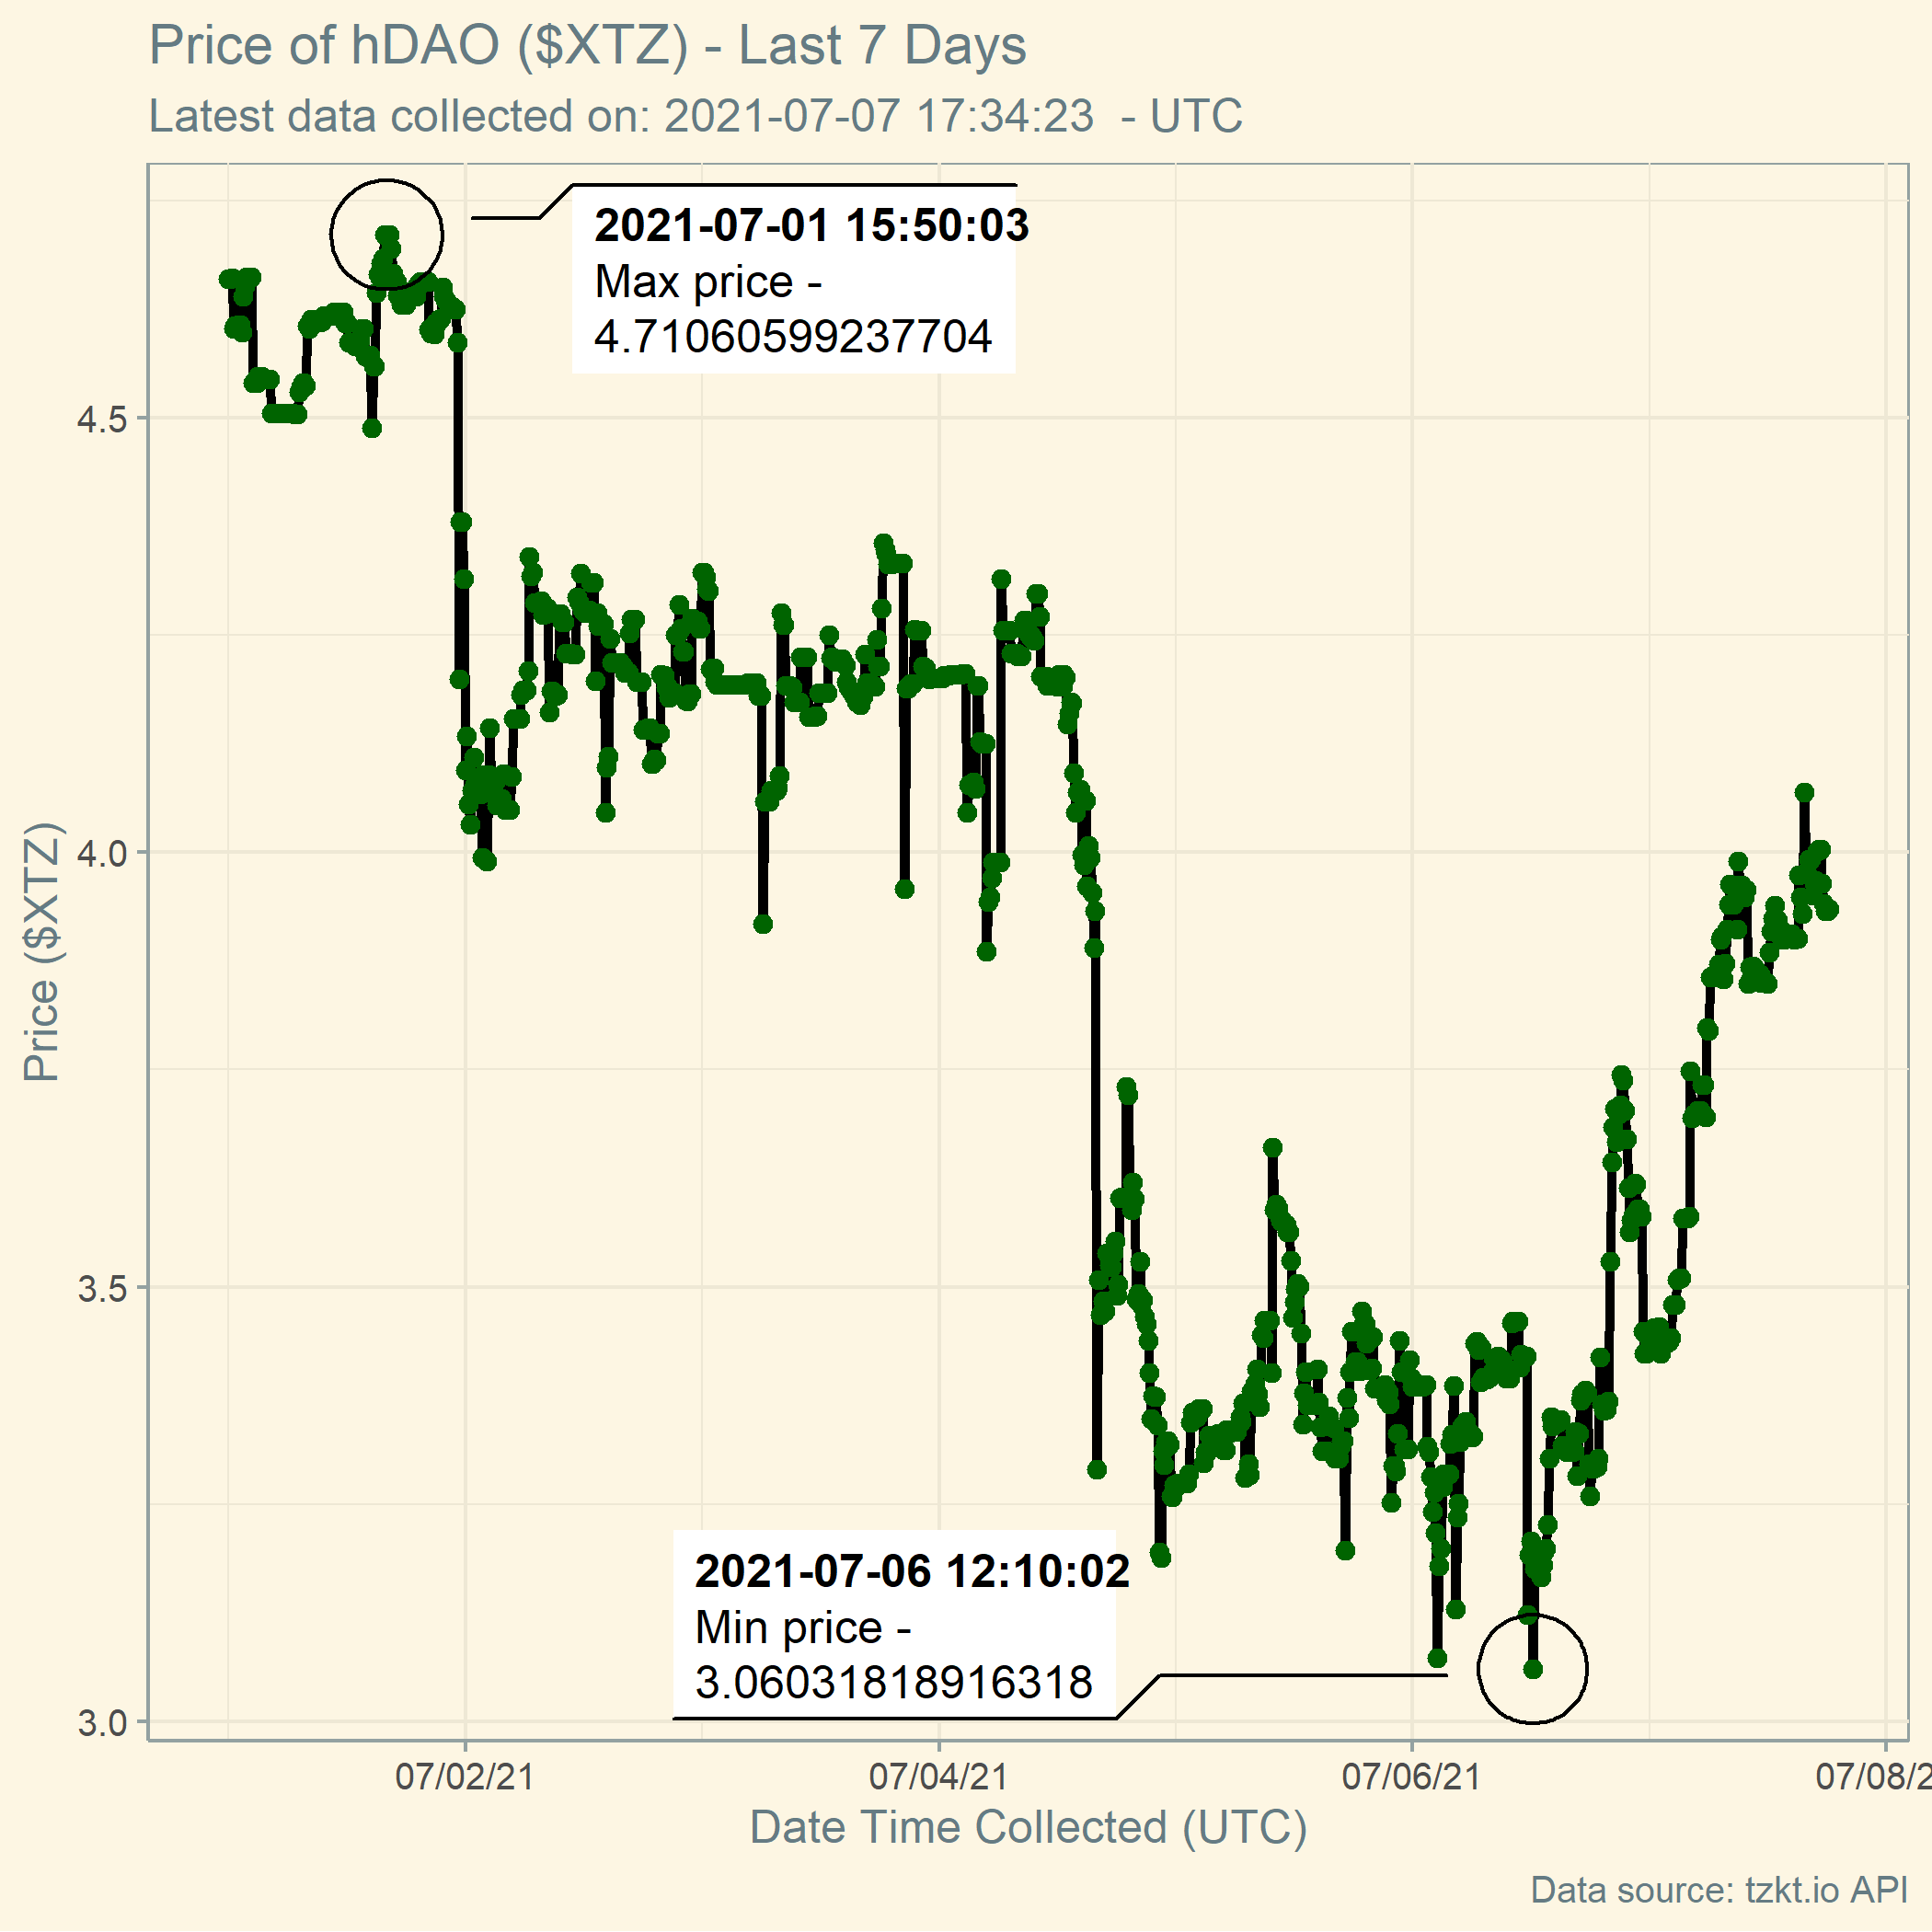 Price of hDAO ($XTZ) - Last 7 Days
Latest data collected on: 2021-07-07 17:34:23  - UTC
2021-07-01 15:50:03
Max price -
4.71060599237704
4.5
4.0
3.5
3.0
Price ($XTZ)
2021-07-06 12:10:02
Min price -
3.06031818916318
07/02/21
07/04/21
07/06/21
07/08/2
Date Time Collected (UTC)
Data source: tzkt.io API